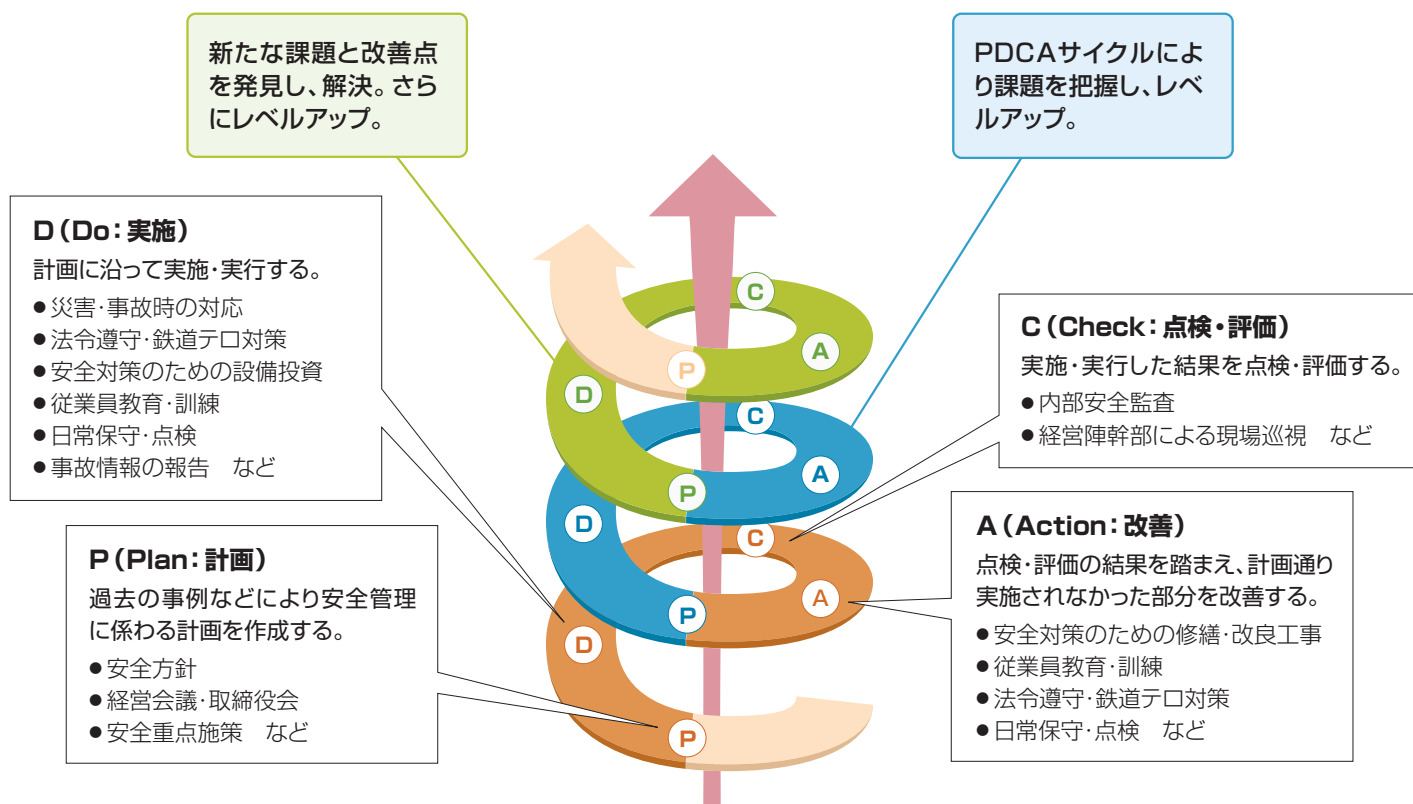 新たな課題と改善点
を発見し、解決。さら
にレベルアップ。
PDCAサイクルによ
り課題を把握し、レベ
ルアップ。
D（Do：実施）
計画に沿って実施・実行する。
●災害・事故時の対応
●法令遵守・鉄道テロ対策
●安全対策のための設備投資
●従業員教育・訓練
●日常保守・点検
●事故情報の報告　など
P（Plan：計画）
過去の事例などにより安全管理
に係わる計画を作成する。
●安全方針
●経営会議・取締役会
●安全重点施策　など
C
A
P
D
C
A
P
D
C
A
P
D
P
C（Check：点検・評価）
実施・実行した結果を点検・評価する。
●内部安全監査
●経営陣幹部による現場巡視　など
A（Action：改善）
点検・評価の結果を踏まえ、計画通り
実施されなかった部分を改善する。
●安全対策のための修繕・改良工事
●従業員教育・訓練
●法令遵守・鉄道テロ対策
●日常保守・点検　など